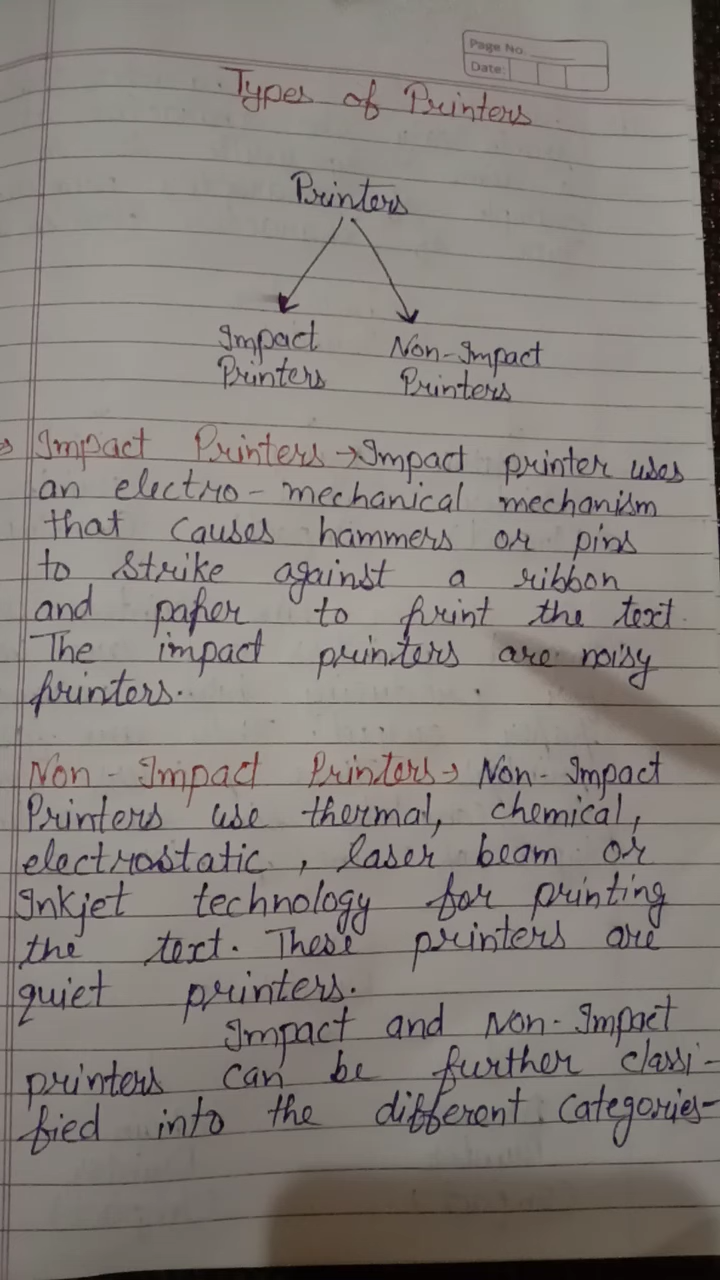 Page No.
Date:
Types of Printers
Printers
Impact Printers
Non-Impact Printers
Impact Printers → Impact printer uses
an electro-mechanical mechanism
that causes hammers or pins
to strike against a ribbon
and paper to print the text.
The impact printers are noisy
printers.
Non-Impact Printers → Non-Impact
Printers use thermal, chemical,
electrostatic, laser beam or
Inkjet technology for printing
the text. These printers are
quiet printers.
Impact and Non-Impact
printers can be further classi-
fied into the different categories-